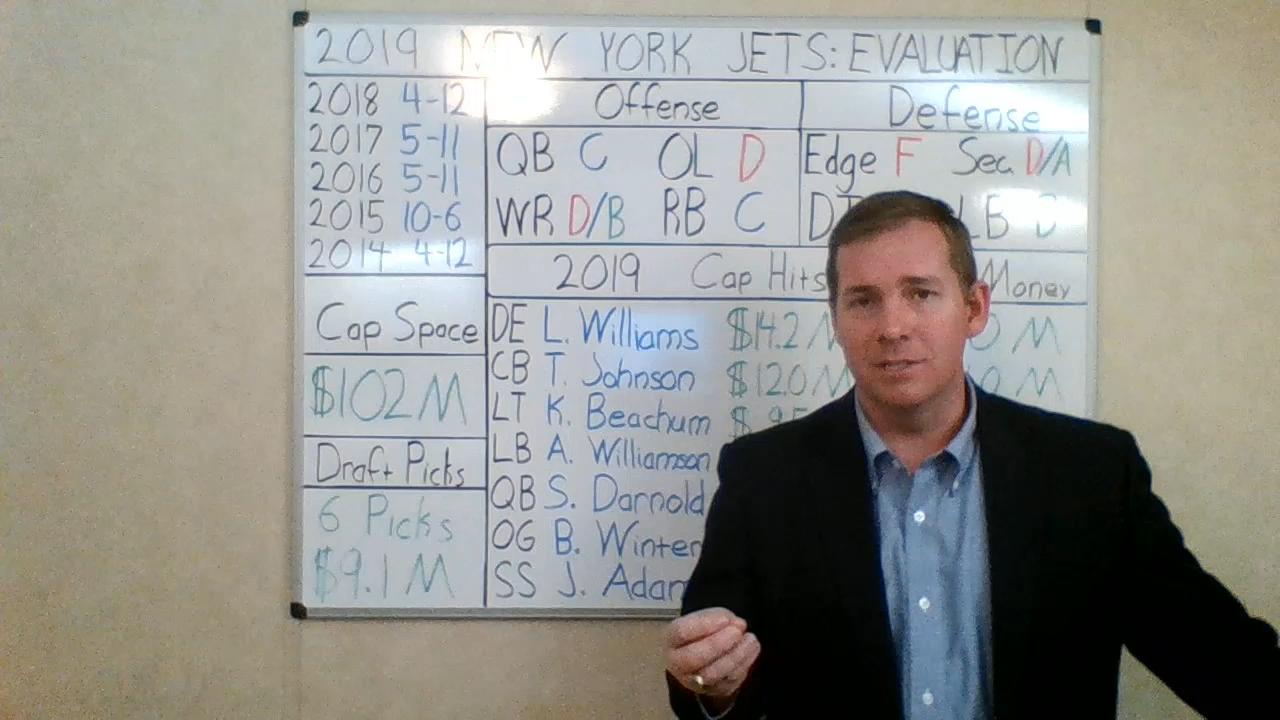 2019 NEW YORK JETS: EVALUATION
2018 4-12
2017 5-11
2016 5-11
2015 10-6
2014 4-12
Cap Space
$102 M
Draft Picks
6 Picks
$9.1 M
Offense
QB C OL D
WR D/B RB C
Defense
Edge F Sec. D/A
LB
2019 Cap Hits Money
DE L. Williams $14.2 M
CB T. Johnson $12.0 M
LT K. Beachum $
LB A. Williamson
QB S. Darnold
OG B. Winter
SS J. Adam